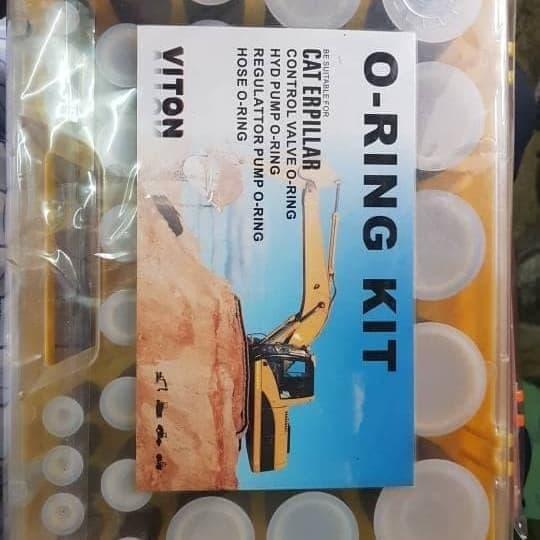 O-RING KIT
BE SUITABLE FOR
CAT ERPILLAR
CONTROL VALVE O-RING
HYD PUMP O-RING
REGULATTOR PUMP O-RING
HOSE O-RING
VITON